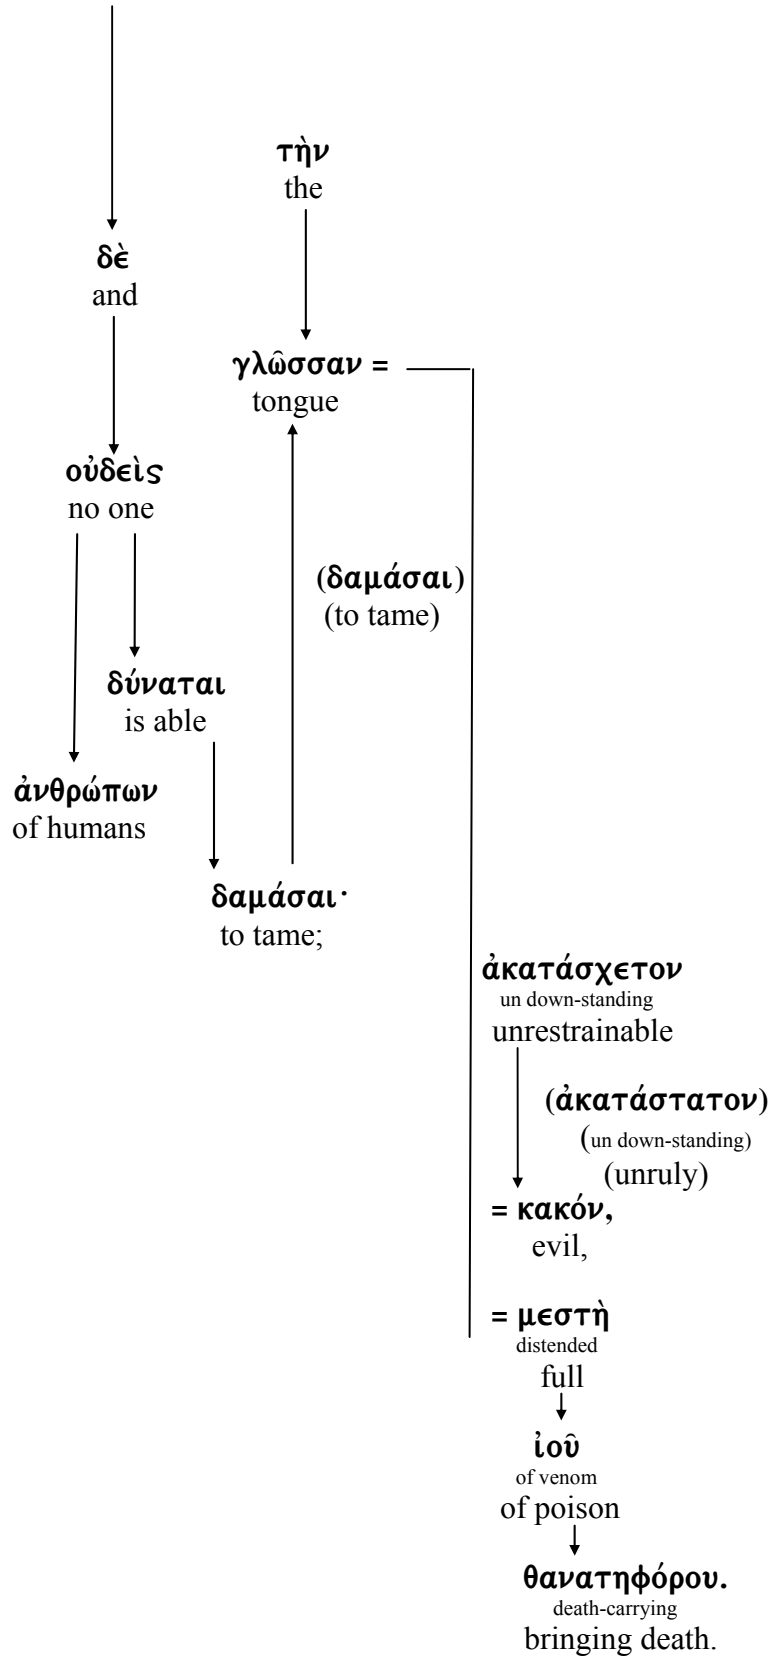 τὴν
the
δὲ
and
γλῶσσαν =
tongue
οὐδεὶς
no one
(δαμάσαι)
(to tame)
δύναται
is able
ἀνθρώπων
of humans
δαμάσαι·
to tame;
ἀκατάσχετον
un down-standing
unrestrainable
(ἀκατάστατον)
(un down-standing)
(unruly)
= κακόν,
evil,
= μεστὴ
distended
full
ἰοῦ
of venom
of poison
θανατηφόρου.
death-carrying
bringing death.